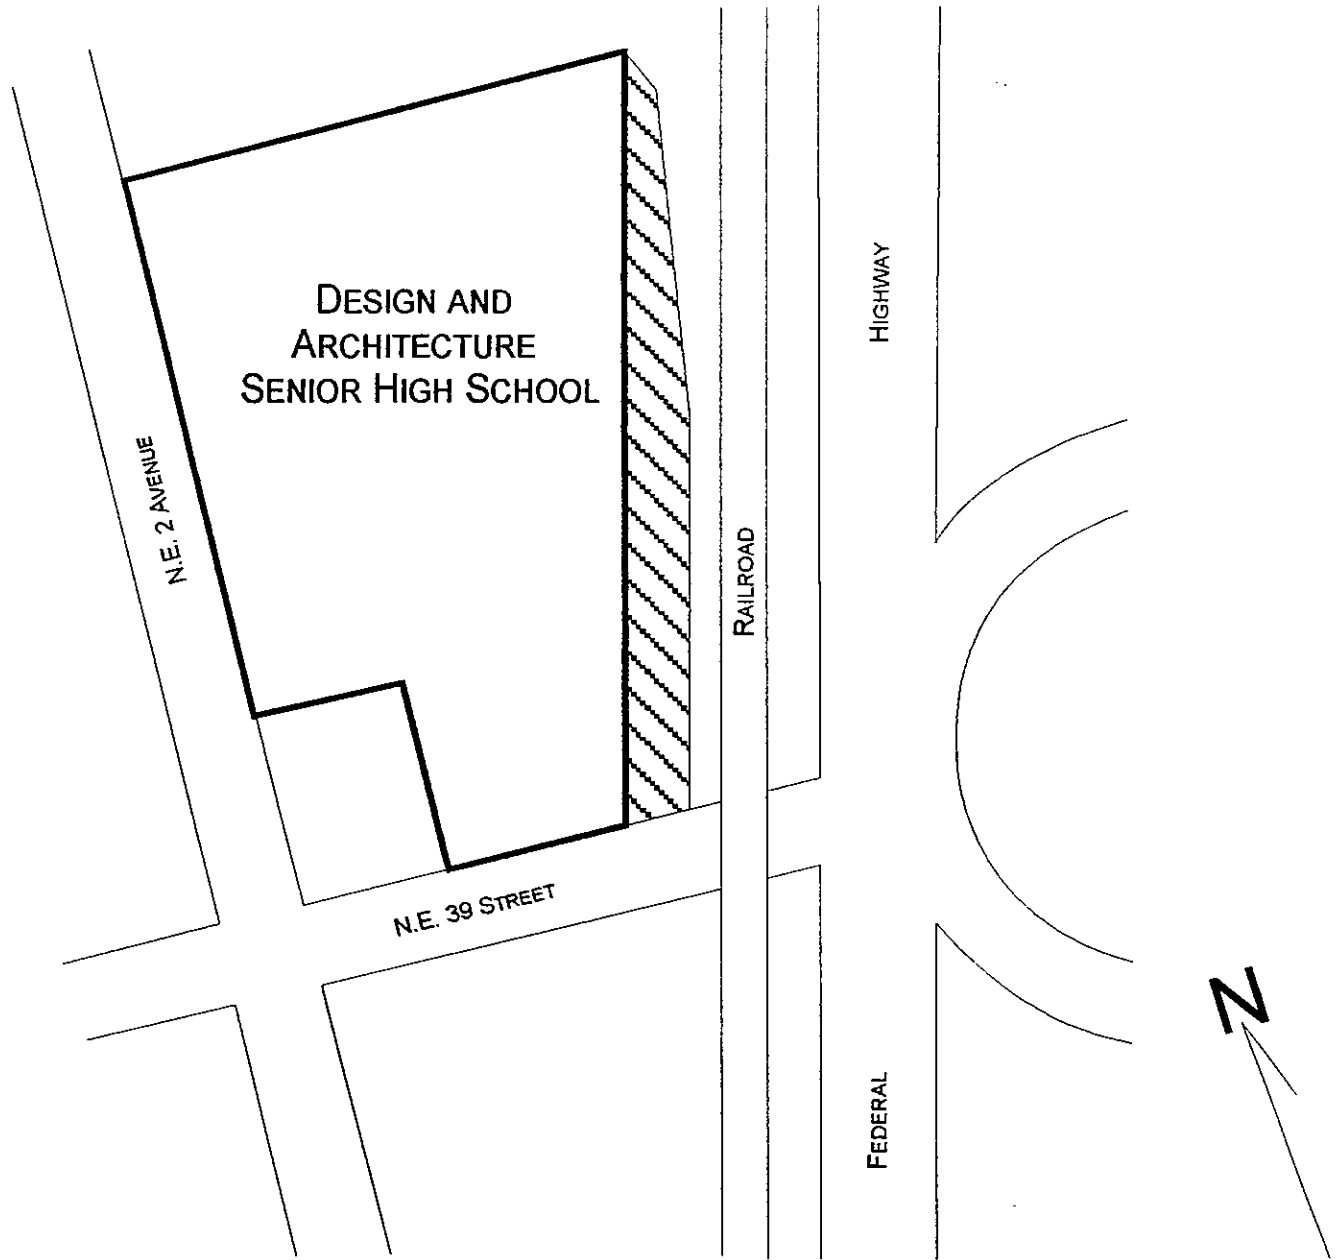 DESIGN AND
ARCHITECTURE
SENIOR HIGH SCHOOL
HIGHWAY
N.E. 2 AVENUE
RAILROAD
N.E. 39 STREET
N
FEDERAL